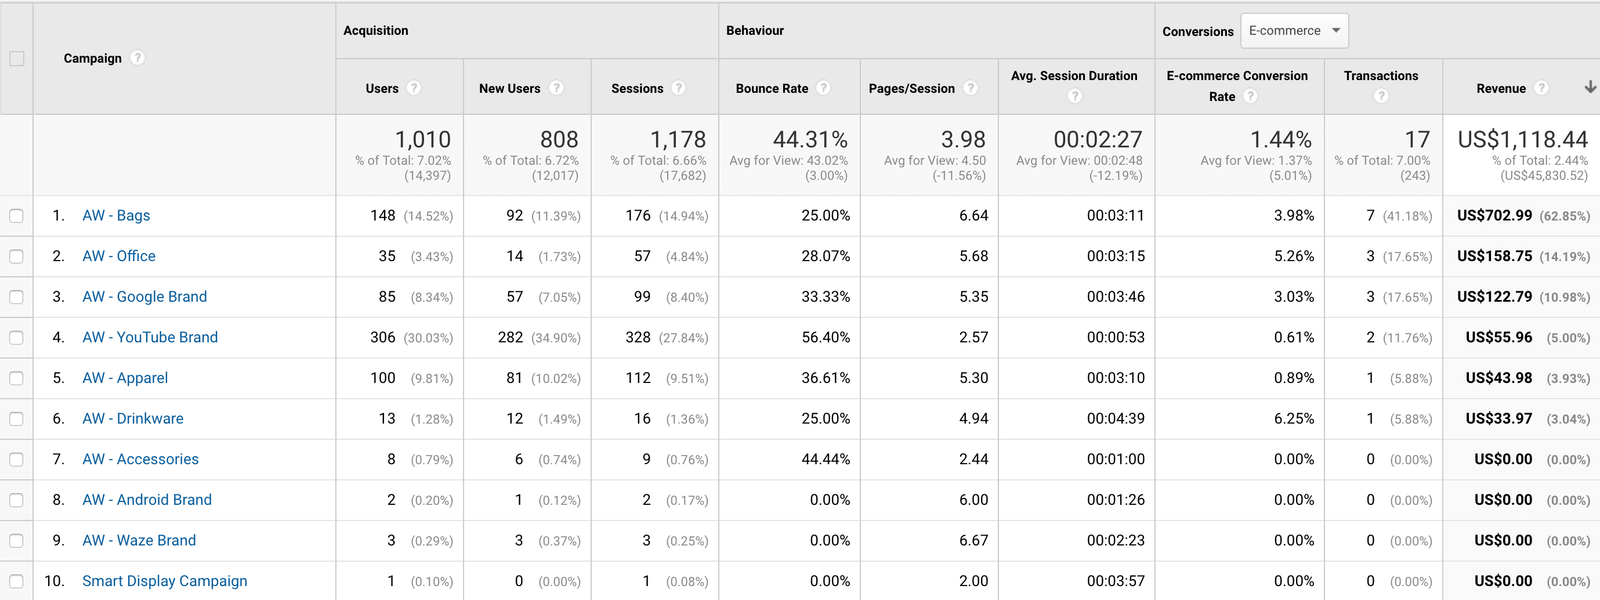 Acquisition Behaviour Conversions E-commerce
Campaign ?
Users ? New Users ? Sessions ? Bounce Rate ? Pages/Session ? Avg. Session Duration ? E-commerce Conversion Rate ? Transactions ? Revenue ?
1,010 808 1,178 44.31% 3.98 00:02:27 1.44% 17 US$1,118.44
% of Total: 7.02% % of Total: 6.72% % of Total: 6.66% Avg for View: 43.02% Avg for View: 4.50 Avg for View: 00:02:48 Avg for View: 1.37% % of Total: 7.00% % of Total: 2.44%
(14,397) (12,017) (17,682) (3.00%) (-11.56%) (-12.19%) (5.01%) (243) (US$45,830.52)
1. AW - Bags 148 (14.52%) 92 (11.39%) 176 (14.94%) 25.00% 6.64 00:03:11 3.98% 7 (41.18%) US$702.99 (62.85%)
2. AW - Office 35 (3.43%) 14 (1.73%) 57 (4.84%) 28.07% 5.68 00:03:15 5.26% 3 (17.65%) US$158.75 (14.19%)
3. AW - Google Brand 85 (8.34%) 57 (7.05%) 99 (8.40%) 33.33% 5.35 00:03:46 3.03% 3 (17.65%) US$122.79 (10.98%)
4. AW - YouTube Brand 306 (30.03%) 282 (34.90%) 328 (27.84%) 56.40% 2.57 00:00:53 0.61% 2 (11.76%) US$55.96 (5.00%)
5. AW - Apparel 100 (9.81%) 81 (10.02%) 112 (9.51%) 36.61% 5.30 00:03:10 0.89% 1 (5.88%) US$43.98 (3.93%)
6. AW - Drinkware 13 (1.28%) 12 (1.49%) 16 (1.36%) 25.00% 4.94 00:04:39 6.25% 1 (5.88%) US$33.97 (3.04%)
7. AW - Accessories 8 (0.79%) 6 (0.74%) 9 (0.76%) 44.44% 2.44 00:01:00 0.00% 0 (0.00%) US$0.00 (0.00%)
8. AW - Android Brand 2 (0.20%) 1 (0.12%) 2 (0.17%) 0.00% 6.00 00:01:26 0.00% 0 (0.00%) US$0.00 (0.00%)
9. AW - Waze Brand 3 (0.29%) 3 (0.37%) 3 (0.25%) 0.00% 6.67 00:02:23 0.00% 0 (0.00%) US$0.00 (0.00%)
10. Smart Display Campaign 1 (0.10%) 0 (0.00%) 1 (0.08%) 0.00% 2.00 00:03:57 0.00% 0 (0.00%) US$0.00 (0.00%)